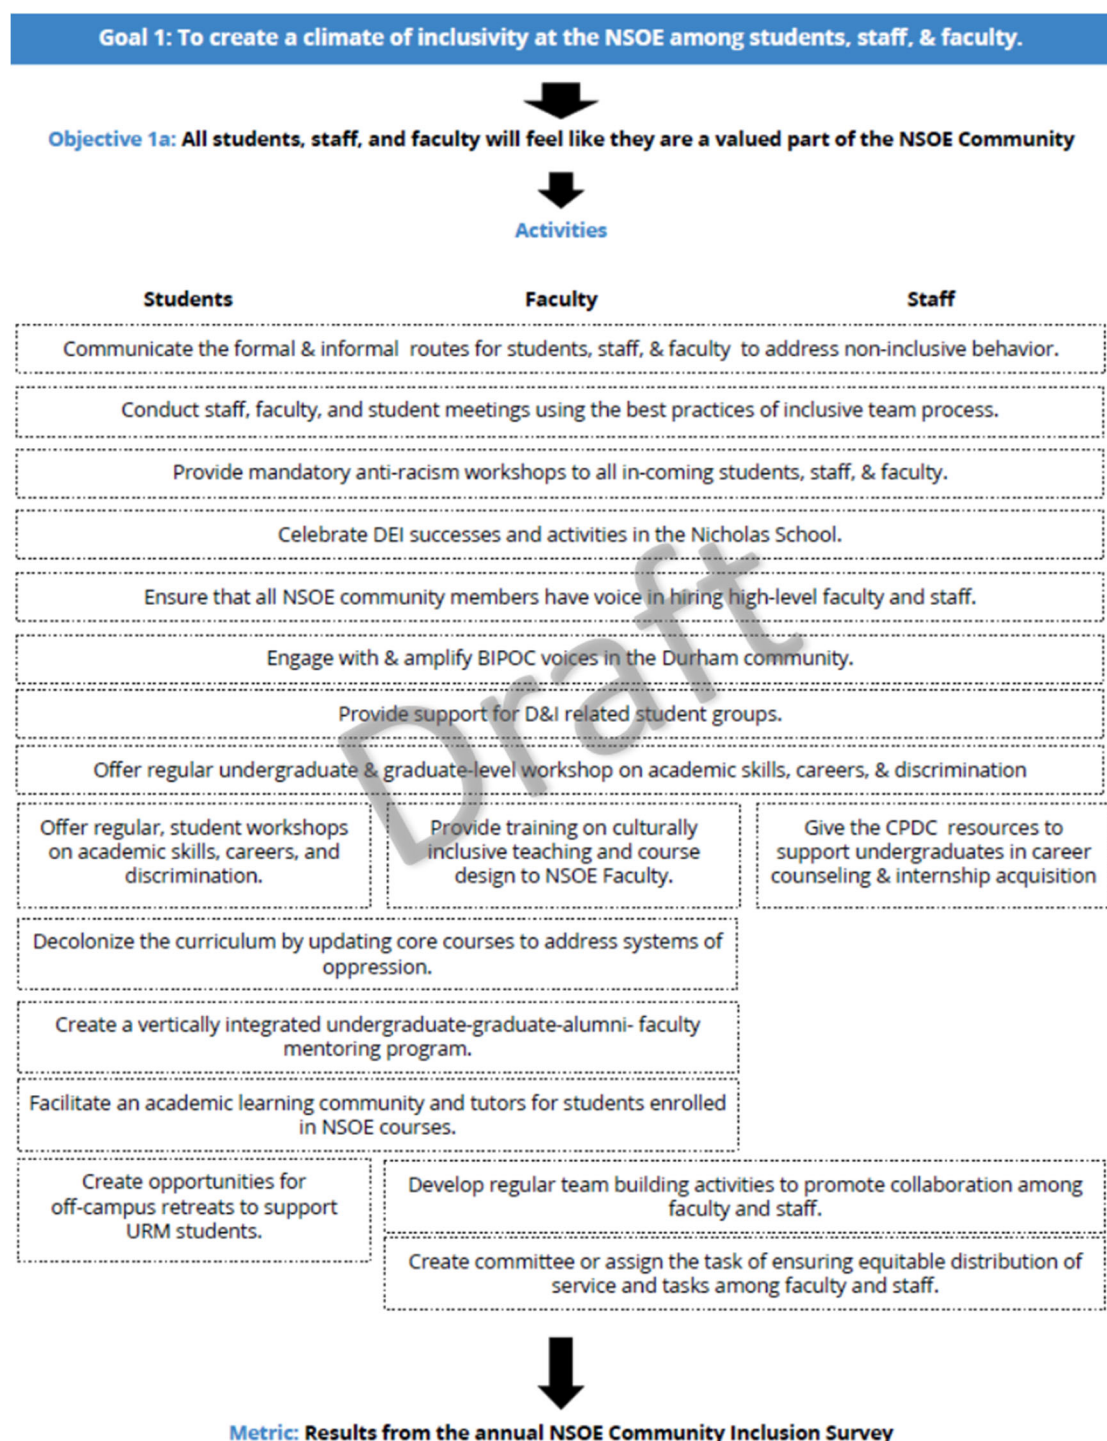 Goal 1: To create a climate of inclusivity at the NSOE among students, staff, & faculty.
Objective 1a: All students, staff, and faculty will feel like they are a valued part of the NSOE Community
Activities
Students Faculty Staff
Communicate the formal & informal routes for students, staff, & faculty to address non-inclusive behavior.
Conduct staff, faculty, and student meetings using the best practices of inclusive team process.
Provide mandatory anti-racism workshops to all in-coming students, staff, & faculty.
Celebrate DEI successes and activities in the Nicholas School.
Ensure that all NSOE community members have voice in hiring high-level faculty and staff.
Engage with & amplify BIPOC voices in the Durham community.
Provide support for D&I related student groups.
Offer regular undergraduate & graduate-level workshop on academic skills, careers, & discrimination
Offer regular, student workshops
on academic skills, careers, and
discrimination.
Provide training on culturally
inclusive teaching and course
design to NSOE Faculty.
Give the CPDC resources to
support undergraduates in career
counseling & internship acquisition
Decolonize the curriculum by updating core courses to address systems of
oppression.
Create a vertically integrated undergraduate-graduate-alumni- faculty
mentoring program.
Facilitate an academic learning community and tutors for students enrolled
in NSOE courses.
Create opportunities for
off-campus retreats to support
URM students.
Develop regular team building activities to promote collaboration among
faculty and staff.
Create committee or assign the task of ensuring equitable distribution of
service and tasks among faculty and staff.
Metric: Results from the annual NSOE Community Inclusion Survey
Draft